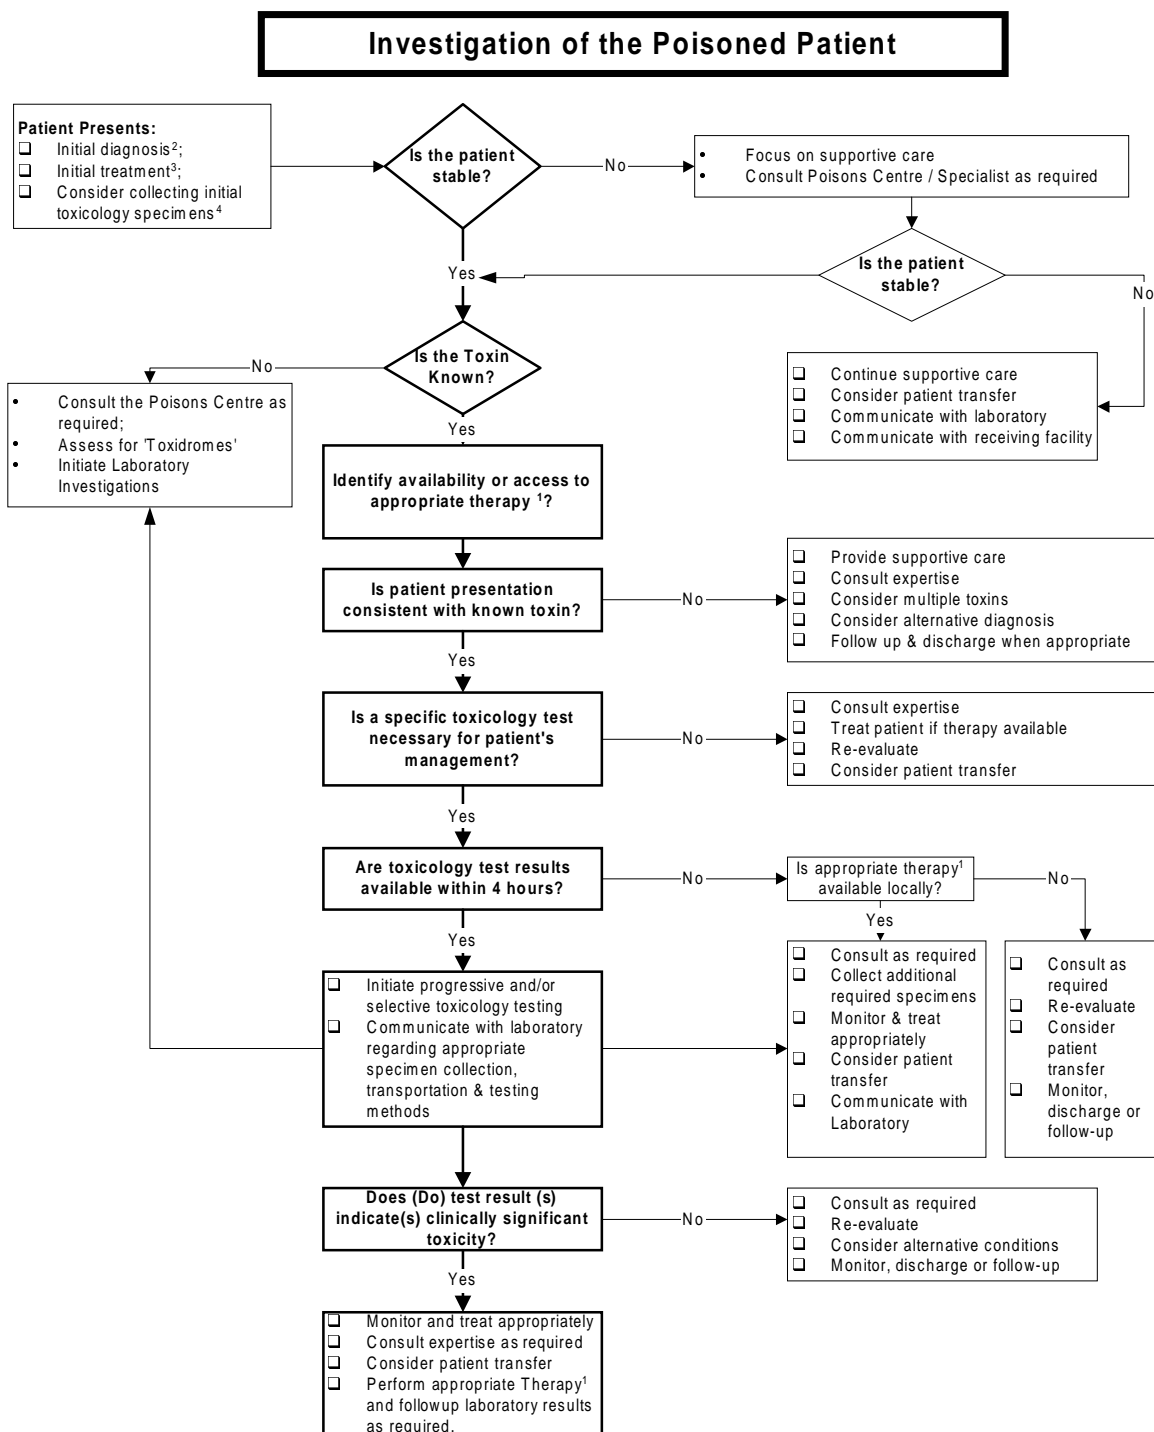 Investigation of the Poisoned Patient
Patient Presents:
❑ Initial diagnosis²;
❑ Initial treatment³;
❑ Consider collecting initial
toxicology specimens⁴
Is the patient
stable?
No
• Focus on supportive care
• Consult Poisons Centre / Specialist as required
Yes
Is the patient
stable?
No
Is the Toxin
Known?
No
❑ Continue supportive care
❑ Consider patient transfer
❑ Communicate with laboratory
❑ Communicate with receiving facility
• Consult the Poisons Centre as
required;
• Assess for 'Toxidromes'
• Initiate Laboratory
Investigations
Yes
Identify availability or access to
appropriate therapy ¹?
Is patient presentation
consistent with known toxin?
No
❑ Provide supportive care
❑ Consult expertise
❑ Consider multiple toxins
❑ Consider alternative diagnosis
❑ Follow up & discharge when appropriate
Yes
Is a specific toxicology test
necessary for patient's
management?
No
❑ Consult expertise
❑ Treat patient if therapy available
❑ Re-evaluate
❑ Consider patient transfer
Yes
Are toxicology test results
available within 4 hours?
No
Is appropriate therapy¹
available locally?
No
Yes
Yes
❑ Initiate progressive and/or
selective toxicology testing
❑ Communicate with laboratory
regarding appropriate
specimen collection,
transportation & testing
methods
❑ Consult as required
❑ Collect additional
required specimens
❑ Monitor & treat
appropriately
❑ Consider patient
transfer
❑ Communicate with
Laboratory
❑ Consult as
required
❑ Re-evaluate
❑ Consider
patient
transfer
❑ Monitor,
discharge or
follow-up
Does (Do) test result (s)
indicate(s) clinically significant
toxicity?
No
❑ Consult as required
❑ Re-evaluate
❑ Consider alternative conditions
❑ Monitor, discharge or follow-up
Yes
❑ Monitor and treat appropriately
❑ Consult expertise as required
❑ Consider patient transfer
❑ Perform appropriate Therapy¹
and followup laboratory results
as required.